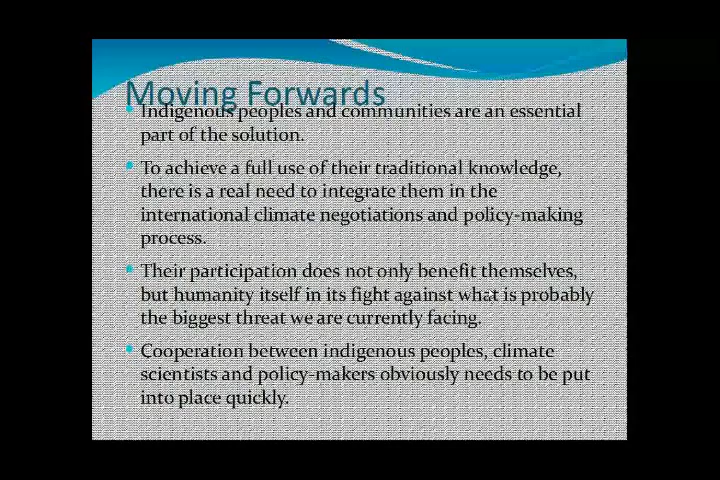 Moving Forwards
Indigenous peoples and communities are an essential
part of the solution.
To achieve a full use of their traditional knowledge,
there is a real need to integrate them in the
international climate negotiations and policy-making
process.
Their participation does not only benefit themselves,
but humanity itself in its fight against what is probably
the biggest threat we are currently facing.
Cooperation between indigenous peoples, climate
scientists and policy-makers obviously needs to be put
into place quickly.